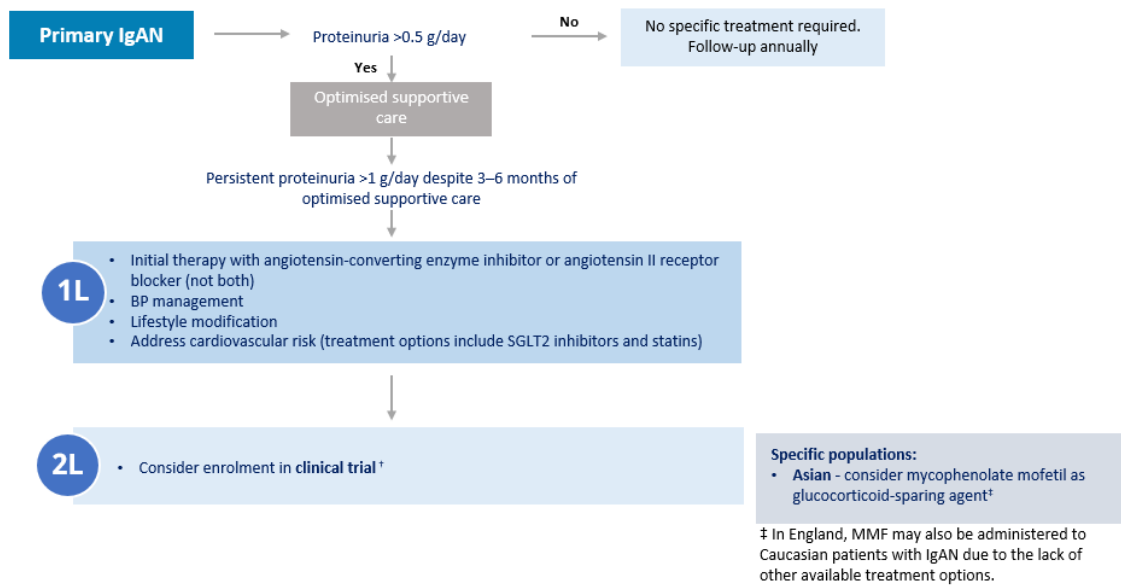 Primary IgAN
Proteinuria >0.5 g/day
No
No specific treatment required.
Follow-up annually
Yes
Optimised supportive
care
Persistent proteinuria >1 g/day despite 3–6 months of
optimised supportive care
1L
• Initial therapy with angiotensin-converting enzyme inhibitor or angiotensin II receptor
blocker (not both)
• BP management
• Lifestyle modification
• Address cardiovascular risk (treatment options include SGLT2 inhibitors and statins)
2L
• Consider enrolment in clinical trial †
Specific populations:
• Asian - consider mycophenolate mofetil as
glucocorticoid-sparing agent‡
‡ In England, MMF may also be administered to
Caucasian patients with IgAN due to the lack of
other available treatment options.